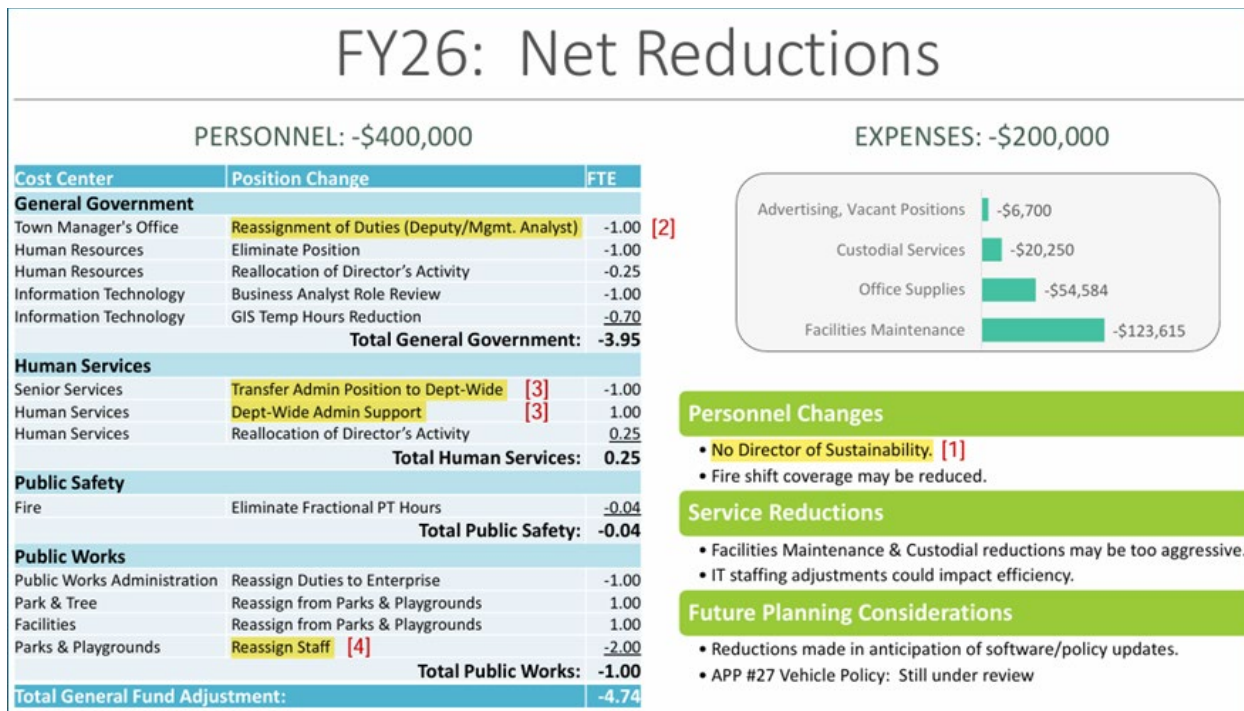 FY26: Net Reductions
PERSONNEL: -$400,000
Cost Center Position Change FTE
General Government
Town Manager's Office Reassignment of Duties (Deputy/Mgmt. Analyst) -1.00 [2]
Human Resources Eliminate Position -1.00
Human Resources Reallocation of Director's Activity -0.25
Information Technology Business Analyst Role Review -1.00
Information Technology GIS Temp Hours Reduction -0.70
Total General Government: -3.95
Human Services
Senior Services Transfer Admin Position to Dept-Wide [3] -1.00
Human Services Dept-Wide Admin Support [3] 1.00
Human Services Reallocation of Director's Activity 0.25
Total Human Services: 0.25
Public Safety
Fire Eliminate Fractional PT Hours -0.04
Total Public Safety: -0.04
Public Works
Public Works Administration Reassign Duties to Enterprise -1.00
Park & Tree Reassign from Parks & Playgrounds 1.00
Facilities Reassign from Parks & Playgrounds 1.00
Parks & Playgrounds Reassign Staff [4] -2.00
Total Public Works: -1.00
Total General Fund Adjustment: -4.74
EXPENSES: -$200,000
Advertising, Vacant Positions -$6,700
Custodial Services -$20,250
Office Supplies -$54,584
Facilities Maintenance -$123,615
Personnel Changes
• No Director of Sustainability. [1]
• Fire shift coverage may be reduced.
Service Reductions
• Facilities Maintenance & Custodial reductions may be too aggressive.
• IT staffing adjustments could impact efficiency.
Future Planning Considerations
• Reductions made in anticipation of software/policy updates.
• APP #27 Vehicle Policy: Still under review